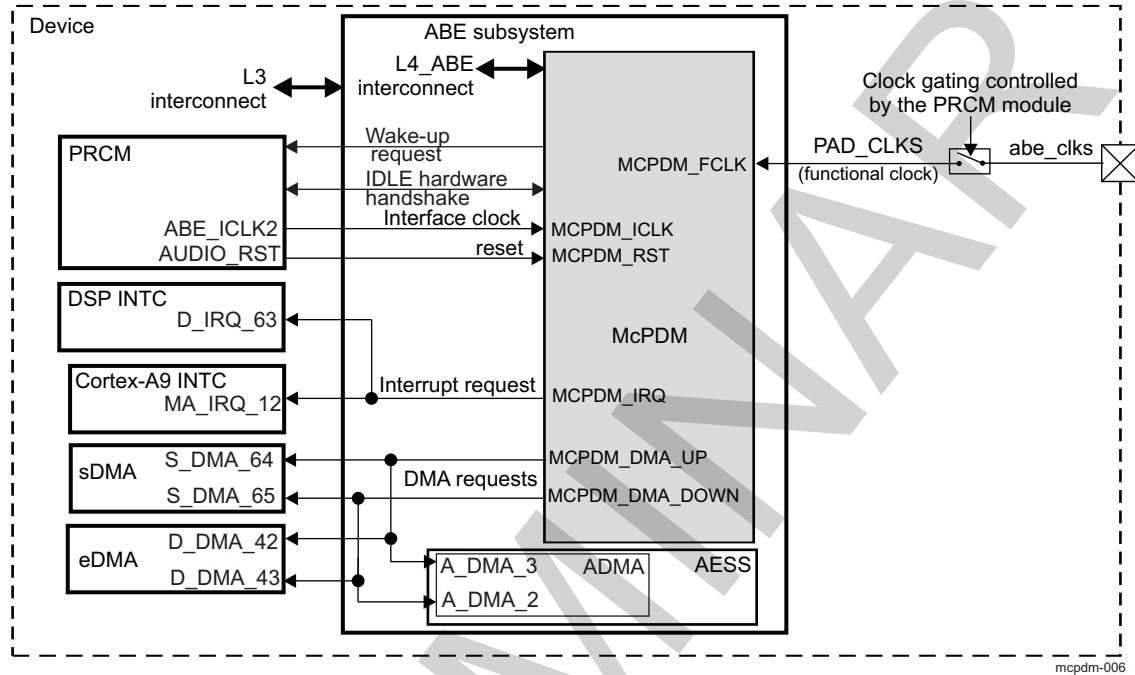 Device
ABE subsystem
L3
interconnect
L4_ABE
interconnect
Clock gating controlled
by the PRCM module
PRCM
Wake-up
request
IDLE hardware
handshake
MCPDM_FCLK
PAD_CLKS
(functional clock)
abe_clks
ABE_ICLK2
Interface clock
MCPDM_ICLK
AUDIO_RST
reset
MCPDM_RST
DSP INTC
D_IRQ_63
McPDM
Cortex-A9 INTC
MA_IRQ_12
Interrupt request
MCPDM_IRQ
sDMA
S_DMA_64
MCPDM_DMA_UP
DMA requests
S_DMA_65
MCPDM_DMA_DOWN
eDMA
D_DMA_42
D_DMA_43
A_DMA_3
ADMA
AESS
A_DMA_2
MINAR
mcpdm-006